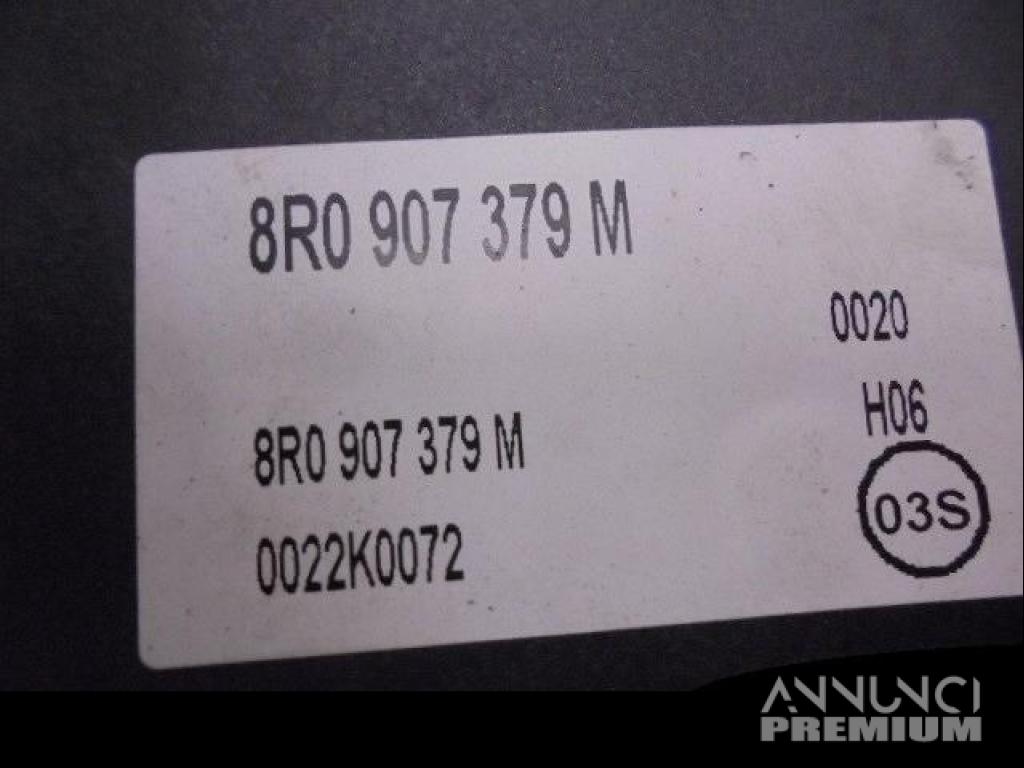 8R0 907 379 M
0020
H06
8R0 907 379 M
03S
0022K0072
ANNUNCI
PREMIUM